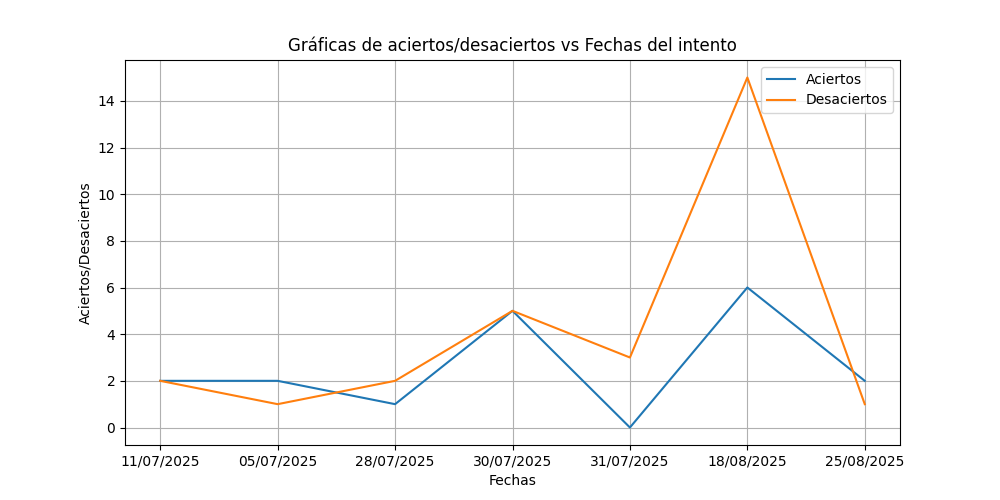 Gráficas de aciertos/desaciertos vs Fechas del intento
Aciertos
Desaciertos
Aciertos/Desaciertos
14
12
10
8
6
4
2
0
11/07/2025 05/07/2025 28/07/2025 30/07/2025 31/07/2025 18/08/2025 25/08/2025
Fechas